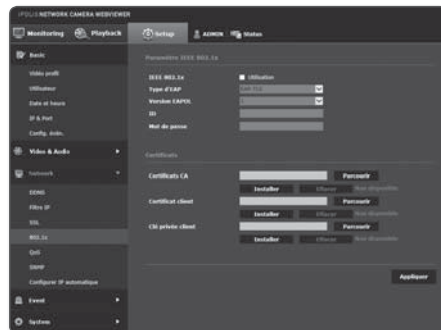 iPOLiS NETWORK CAMERA WEBVIEWER
Monitoring Playback Setup ADMIN Status
Basic
Vidéo profil
Utilisateur
Date et heure
IP & Port
Config. évén.
Video & Audio
Network
DDNS
Filtre IP
SSL
802.1x
QoS
SNMP
Configurer IP automatique
Event
System
Paramètre IEEE 802.1x
IEEE 802.1x Utilisation
Type d'EAP EAP-TLS
Version EAPOL 1
ID
Mot de passe
Certificats
Certificats CA Parcourir
Installer Effacer Non disponible
Certificat client Parcourir
Installer Effacer Non disponible
Clé privée client Parcourir
Installer Effacer Non disponible
Appliquer